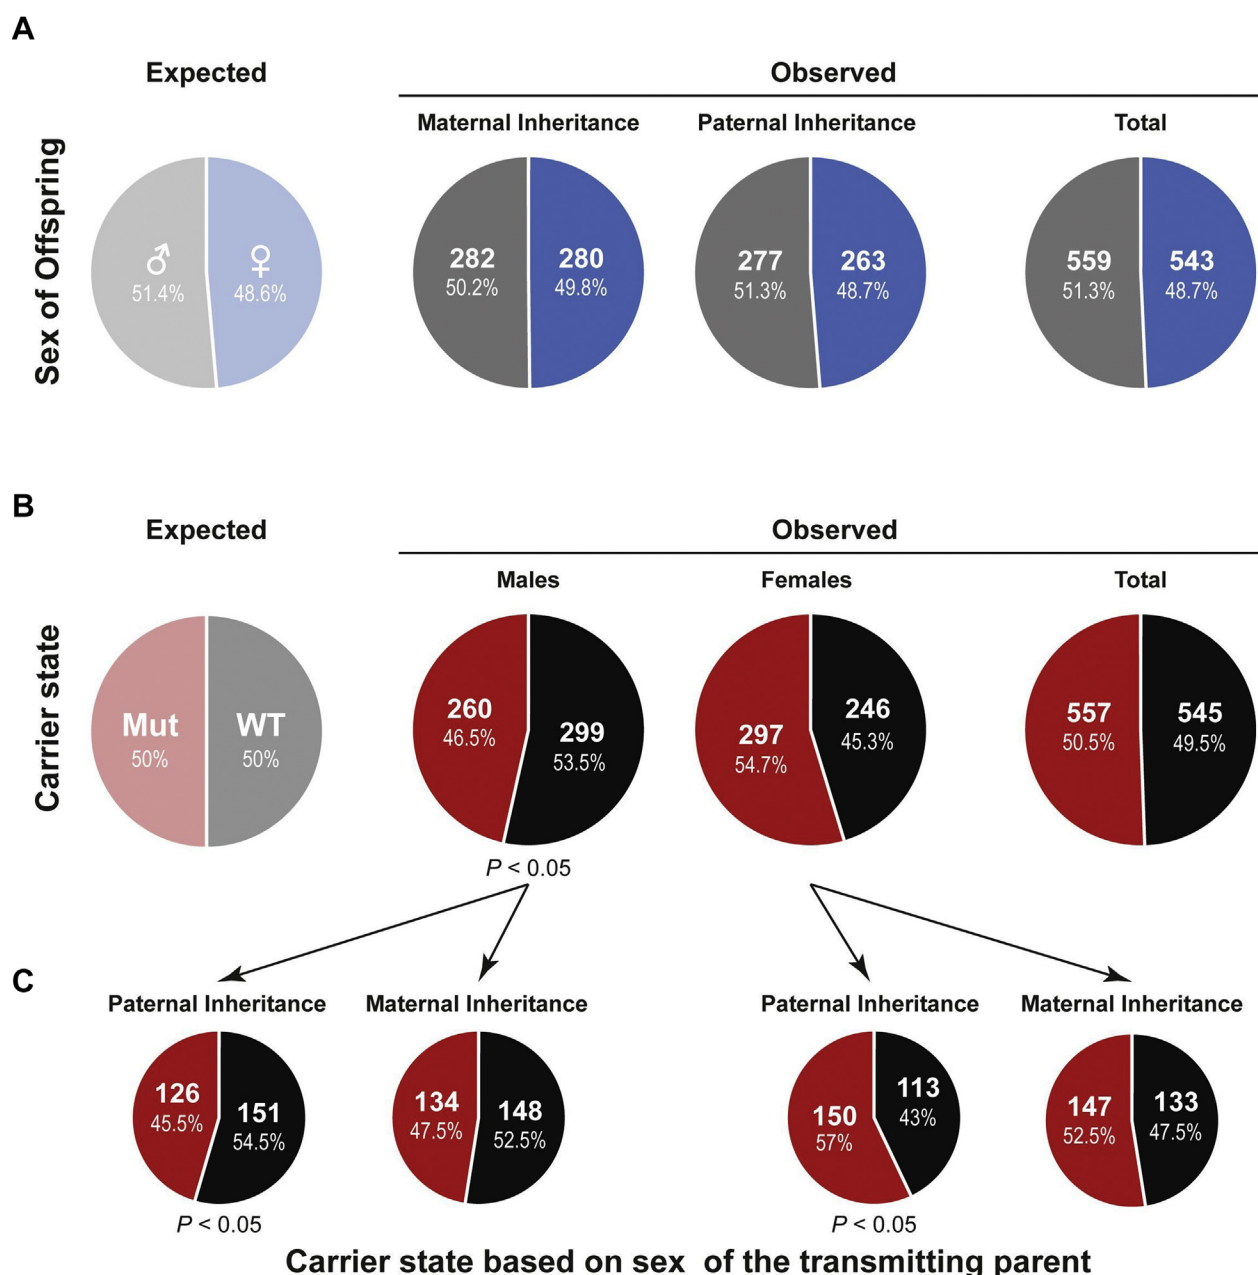 A
Expected
Observed
Maternal Inheritance
Paternal Inheritance
Total
Sex of Offspring
♂
51.4%
♀
48.6%
282
50.2%
280
49.8%
277
51.3%
263
48.7%
559
51.3%
543
48.7%
B
Expected
Observed
Males
Females
Total
Carrier state
Mut
50%
WT
50%
260
46.5%
299
53.5%
297
54.7%
246
45.3%
557
50.5%
545
49.5%
P < 0.05
C
Paternal Inheritance
Maternal Inheritance
Paternal Inheritance
Maternal Inheritance
126
45.5%
151
54.5%
134
47.5%
148
52.5%
150
57%
113
43%
147
52.5%
133
47.5%
P < 0.05
P < 0.05
Carrier state based on sex of the transmitting parent